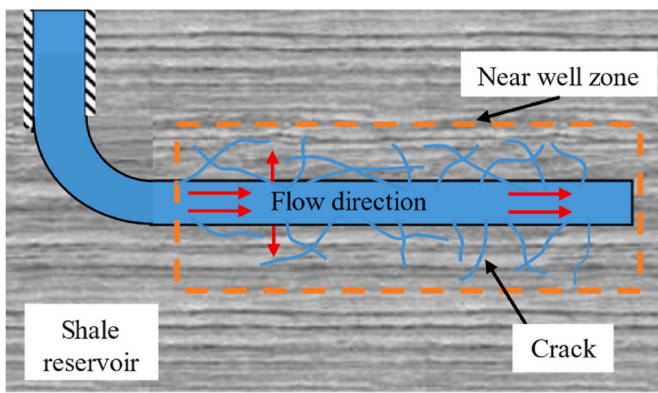 Near well zone
Flow direction
Shale
reservoir
Crack